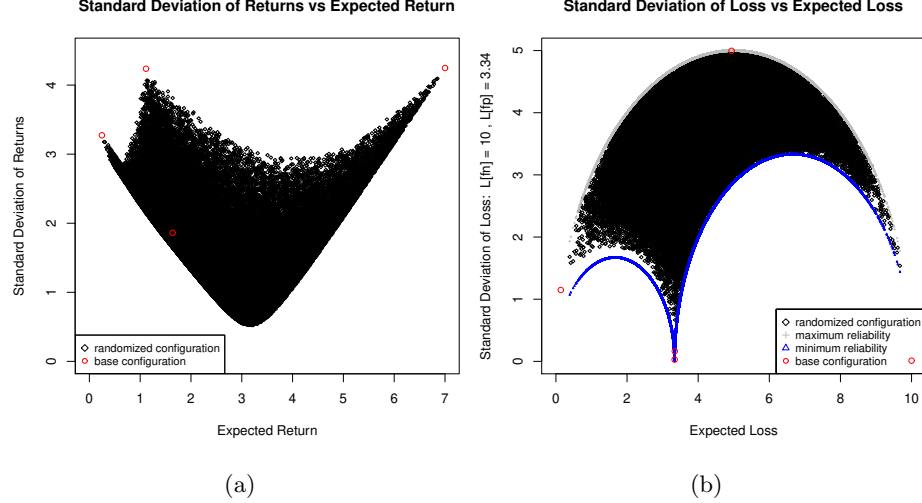 Standard Deviation of Returns vs Expected Return
Standard Deviation of Returns
4
3
2
1
0
randomized configuration
base configuration
0 1 2 3 4 5 6 7
Expected Return
(a)
Standard Deviation of Loss vs Expected Loss
Standard Deviation of Loss: L[fn] = 10 , L[fp] = 3.34
5
4
3
2
1
0
randomized configuration
maximum reliability
minimum reliability
base configuration
0 2 4 6 8 10
Expected Loss
(b)